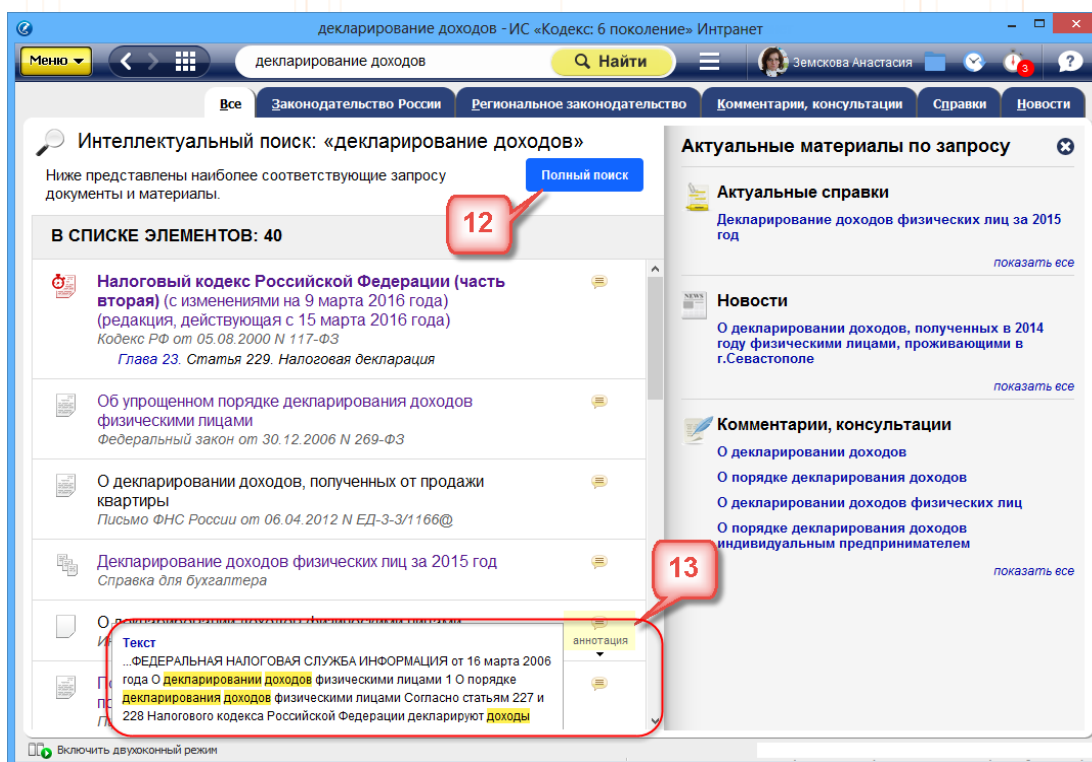 декларирование доходов - ИС «Кодекс: 6 поколение» Интранет
Меню
декларирование доходов
Найти
Земскова Анастасия
3
?
Все
Законодательство России
Региональное законодательство
Комментарии, консультации
Справки
Новости
Интеллектуальный поиск: «декларирование доходов»
Ниже представлены наиболее соответствующие запросу
документы и материалы.
Полный поиск
12
В СПИСКЕ ЭЛЕМЕНТОВ: 40
Налоговый кодекс Российской Федерации (часть
вторая) (с изменениями на 9 марта 2016 года)
(редакция, действующая с 15 марта 2016 года)
Кодекс РФ от 05.08.2000 N 117-ФЗ
Глава 23. Статья 229. Налоговая декларация
Об упрощенном порядке декларирования доходов
физическими лицами
Федеральный закон от 30.12.2006 N 269-ФЗ
О декларировании доходов, полученных от продажи
квартиры
Письмо ФНС России от 06.04.2012 N ЕД-3-3/1166@
Декларирование доходов физических лиц за 2015 год
Справка для бухгалтера
О декларировании доходов физическими лицами
аннотация
13
Текст
...ФЕДЕРАЛЬНАЯ НАЛОГОВАЯ СЛУЖБА ИНФОРМАЦИЯ от 16 марта 2006
года О декларировании доходов физическими лицами 1 О порядке
декларирования доходов физическими лицами Согласно статьям 227 и
228 Налогового кодекса Российской Федерации декларируют доходы
Актуальные материалы по запросу
Актуальные справки
Декларирование доходов физических лиц за 2015
год
показать все
NEWS
Новости
О декларировании доходов, полученных в 2014
году физическими лицами, проживающими в
г.Севастополе
показать все
Комментарии, консультации
О декларировании доходов
О порядке декларирования доходов
О декларировании доходов физических лиц
О порядке декларирования доходов
индивидуальным предпринимателем
показать все
Включить двухоконный режим